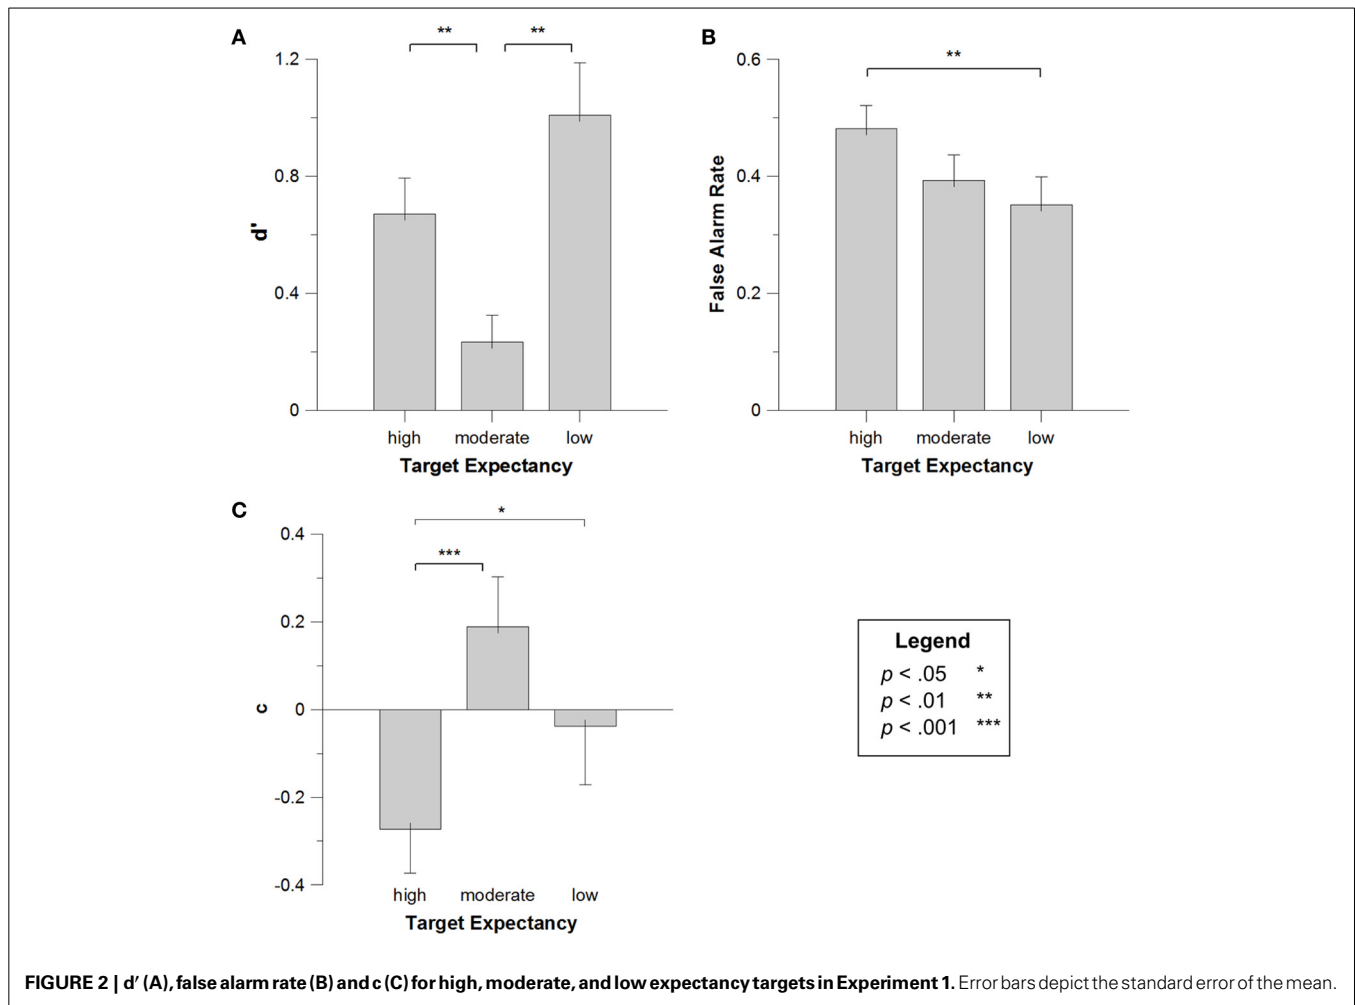 A
** **
1.2
0.8
0.4
0
d'
high moderate low
Target Expectancy
B
**
0.6
0.4
0.2
0
False Alarm Rate
high moderate low
Target Expectancy
C
*
***
0.4
0.2
0
-0.2
-0.4
c
high moderate low
Target Expectancy
Legend
p < .05 *
p < .01 **
p < .001 ***
FIGURE 2 | d′ (A), false alarm rate (B) and c (C) for high, moderate, and low expectancy targets in Experiment 1. Error bars depict the standard error of the mean.